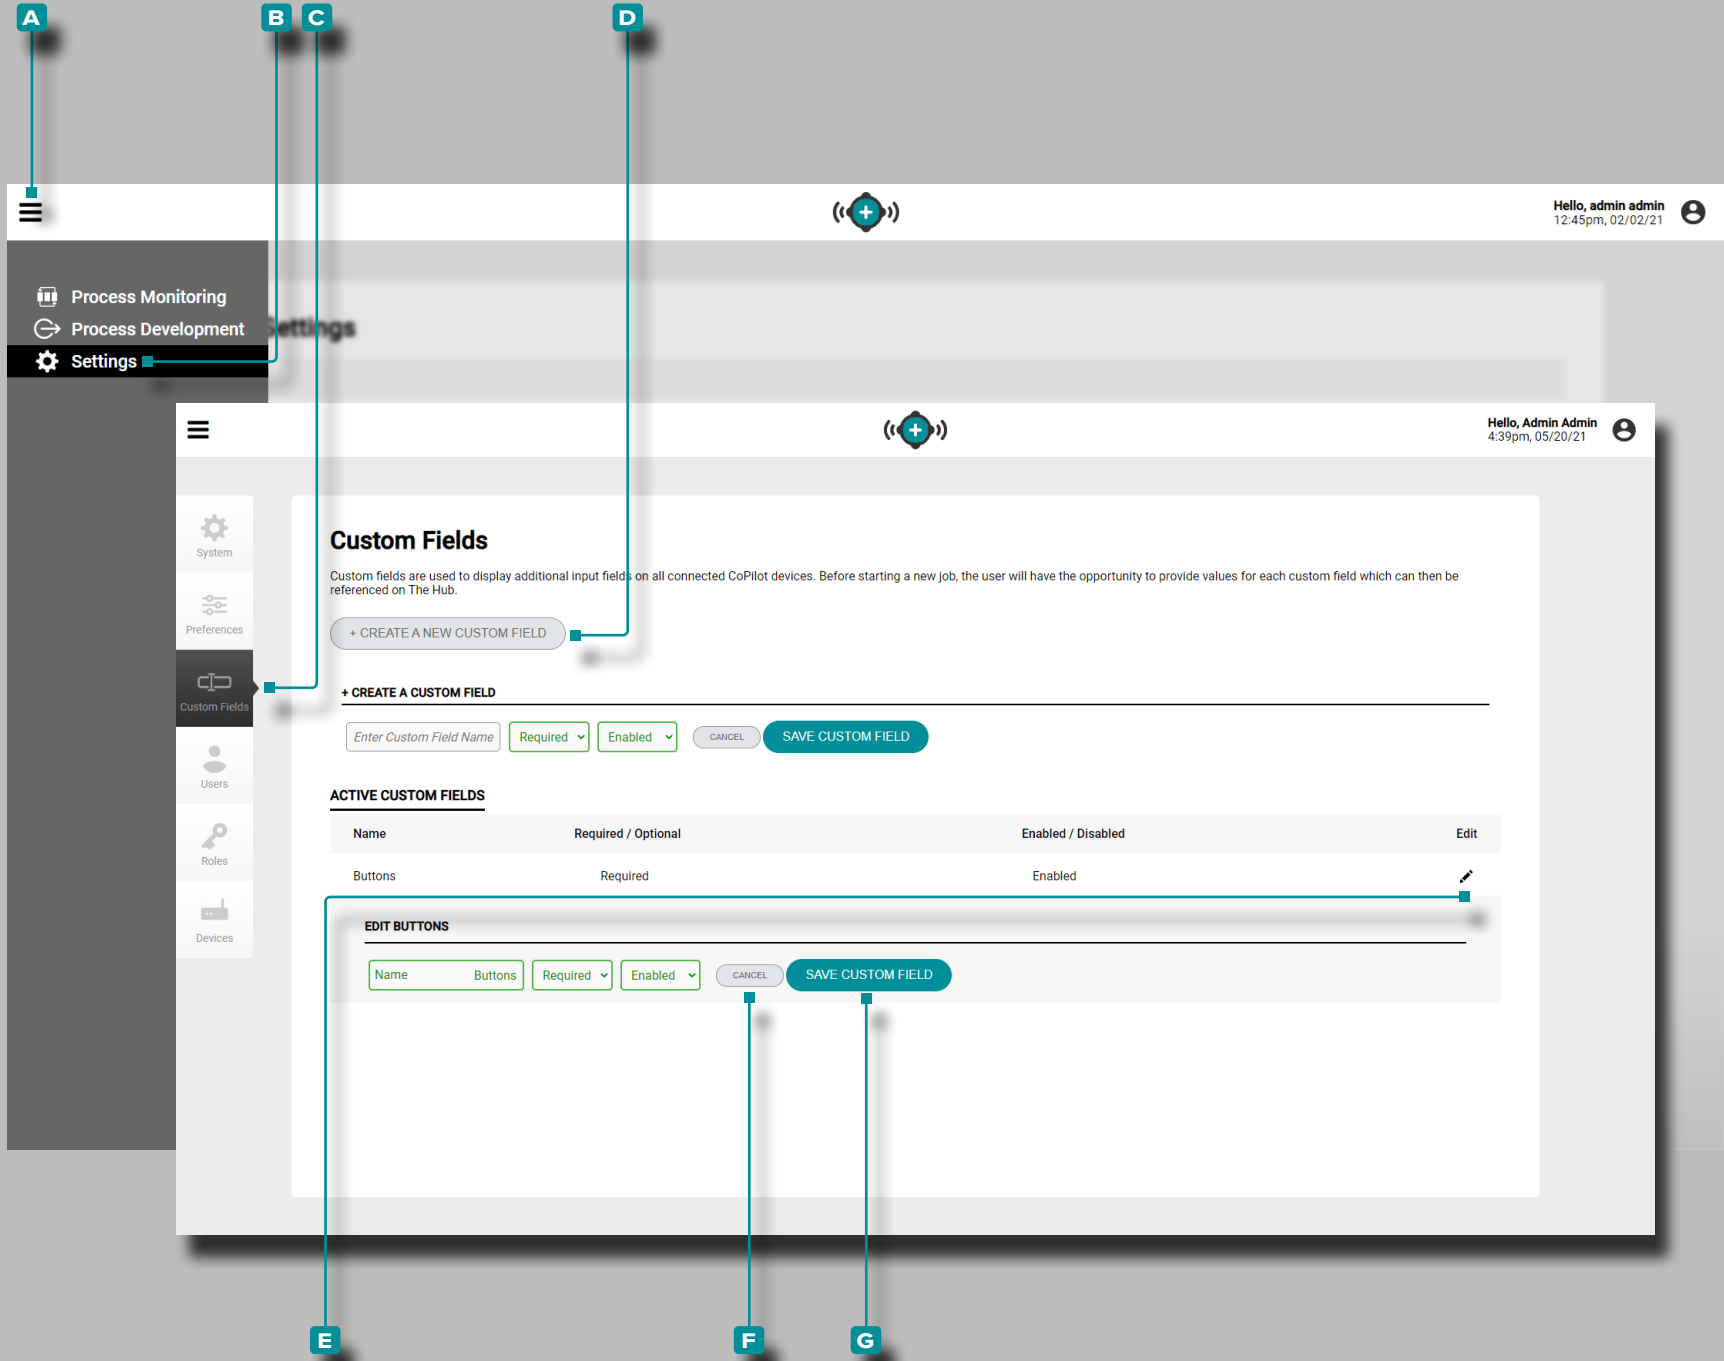 A
B
C
D
Hello, admin admin
12:45pm, 02/02/21
Process Monitoring
Process Development
Settings
Settings
Hello, Admin Admin
4:39pm, 05/20/21
System
Preferences
Custom Fields
Users
Roles
Devices
Custom Fields
Custom fields are used to display additional input fields on all connected CoPilot devices. Before starting a new job, the user will have the opportunity to provide values for each custom field which can then be
referenced on The Hub.
+ CREATE A NEW CUSTOM FIELD
+ CREATE A CUSTOM FIELD
Enter Custom Field Name
Required
Enabled
CANCEL
SAVE CUSTOM FIELD
ACTIVE CUSTOM FIELDS
Name
Required / Optional
Enabled / Disabled
Edit
Buttons
Required
Enabled
EDIT BUTTONS
Name
Buttons
Required
Enabled
CANCEL
SAVE CUSTOM FIELD
E
F
G